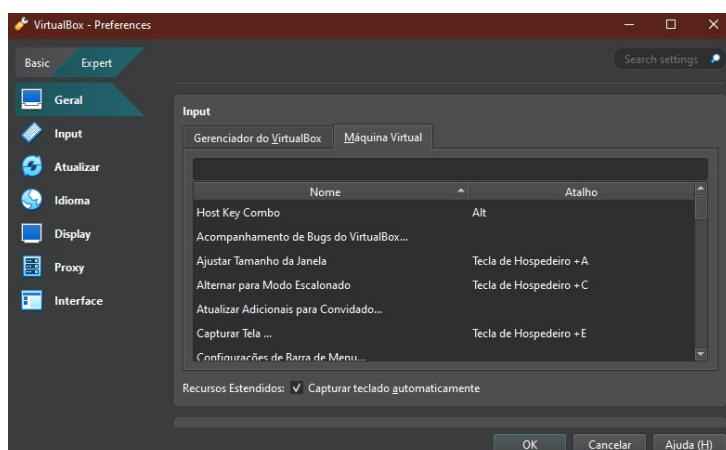 VirtualBox - Preferences
Basic Expert
Search settings
Geral
Input
Atualizar
Idioma
Display
Proxy
Interface
Input
Gerenciador do VirtualBox Máquina Virtual
Nome Atalho
Host Key Combo Alt
Acompanhamento de Bugs do VirtualBox...
Ajustar Tamanho da Janela Tecla de Hospedeiro +A
Alternar para Modo Escalonado Tecla de Hospedeiro +C
Atualizar Adicionais para Convidado...
Capturar Tela ... Tecla de Hospedeiro +E
Configurações de Barra de Menu...
Recursos Estendidos: Capturar teclado automaticamente
OK Cancelar Ajuda (H)